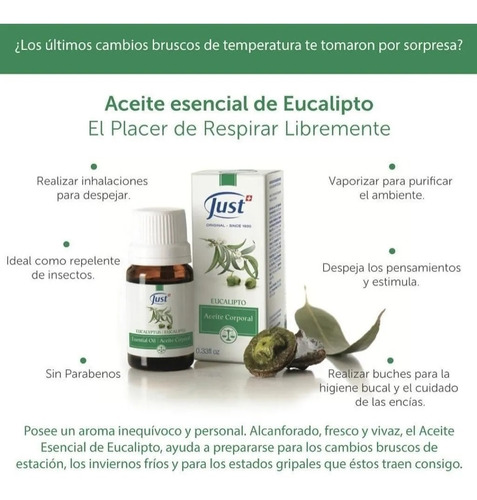 ¿Los últimos cambios bruscos de temperatura te tomaron por sorpresa?
Aceite esencial de Eucalipto
El Placer de Respirar Libremente
Realizar inhalaciones
para despejar.
Vaporizar para purificar
el ambiente.
Ideal como repelente
de insectos.
Despeja los pensamientos
y estimula.
Sin Parabenos
Realizar buches para la
higiene bucal y el cuidado
de las encías.
Just
ORIGINAL - SINCE 1930
EUCALIPTO
Aceite Corporal
0.33fl oz
Just
EUCALYPTUS / EUCALIPTO
Essential Oil / Aceite Corporal
Posee un aroma inequívoco y personal. Alcanforado, fresco y vivaz, el Aceite
Esencial de Eucalipto, ayuda a prepararse para los cambios bruscos de
estación, los inviernos fríos y para los estados gripales que éstos traen consigo.